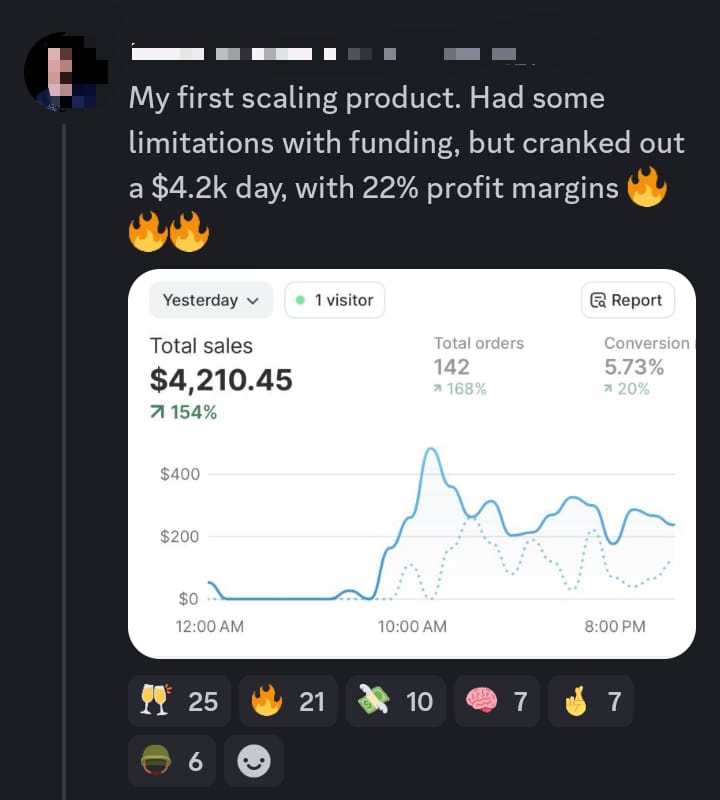 My first scaling product. Had some
limitations with funding, but cranked out
a $4.2k day, with 22% profit margins 🔥
🔥🔥
Yesterday
1 visitor
Report
Total sales
$4,210.45
154%
Total orders
142
168%
Conversion
5.73%
20%
$400
$200
$0
12:00 AM
10:00 AM
8:00 PM
25
21
10
7
7
6